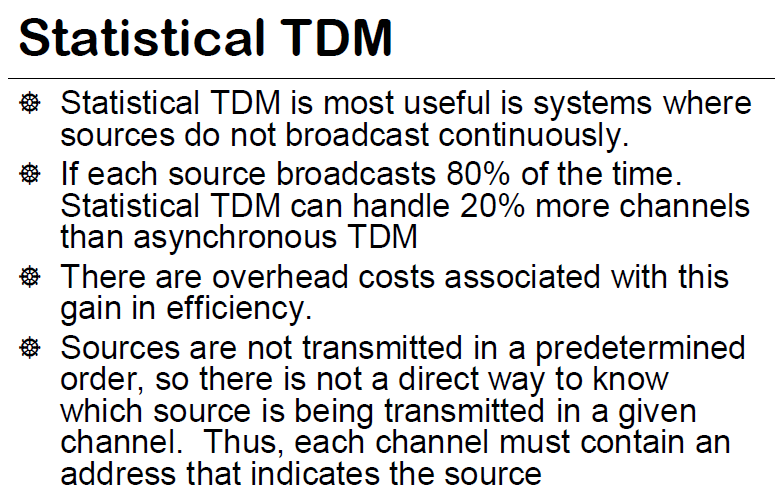 Statistical TDM
Statistical TDM is most useful is systems where
sources do not broadcast continuously.
If each source broadcasts 80% of the time.
Statistical TDM can handle 20% more channels
than asynchronous TDM
There are overhead costs associated with this
gain in efficiency.
Sources are not transmitted in a predetermined
order, so there is not a direct way to know
which source is being transmitted in a given
channel.  Thus, each channel must contain an
address that indicates the source